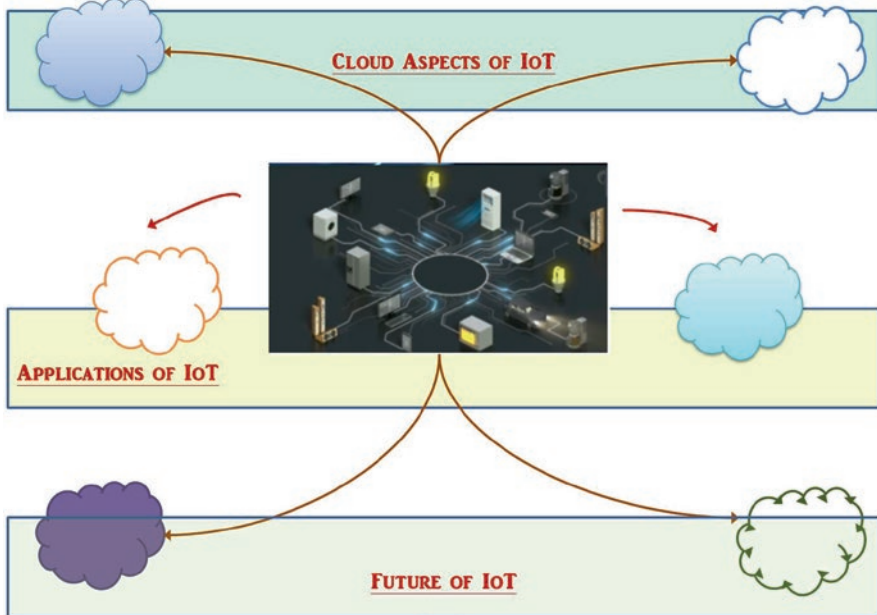 Cloud Aspects of IoT
Applications of IoT
Future of IoT